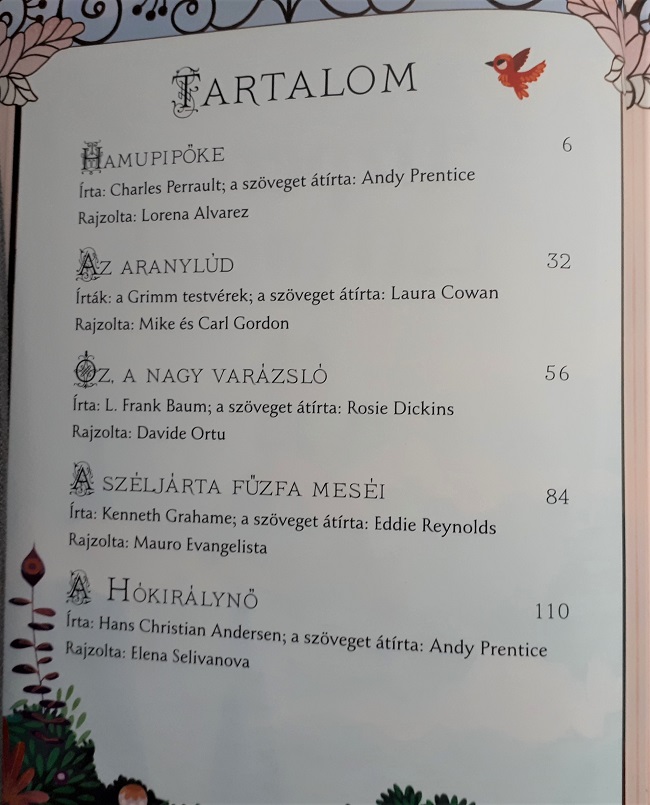 TARTALOM
HAMUPIPŐKE 6
Írta: Charles Perrault; a szöveget átírta: Andy Prentice
Rajzolta: Lorena Alvarez
AZ ARANYLÚD 32
Írták: a Grimm testvérek; a szöveget átírta: Laura Cowan
Rajzolta: Mike és Carl Gordon
ÓZ, A NAGY VARÁZSLÓ 56
Írta: L. Frank Baum; a szöveget átírta: Rosie Dickins
Rajzolta: Davide Ortu
A SZÉLJÁRTA FŰZFA MESÉI 84
Írta: Kenneth Grahame; a szöveget átírta: Eddie Reynolds
Rajzolta: Mauro Evangelista
A HÓKIRÁLYNŐ 110
Írta: Hans Christian Andersen; a szöveget átírta: Andy Prentice
Rajzolta: Elena Selivanova